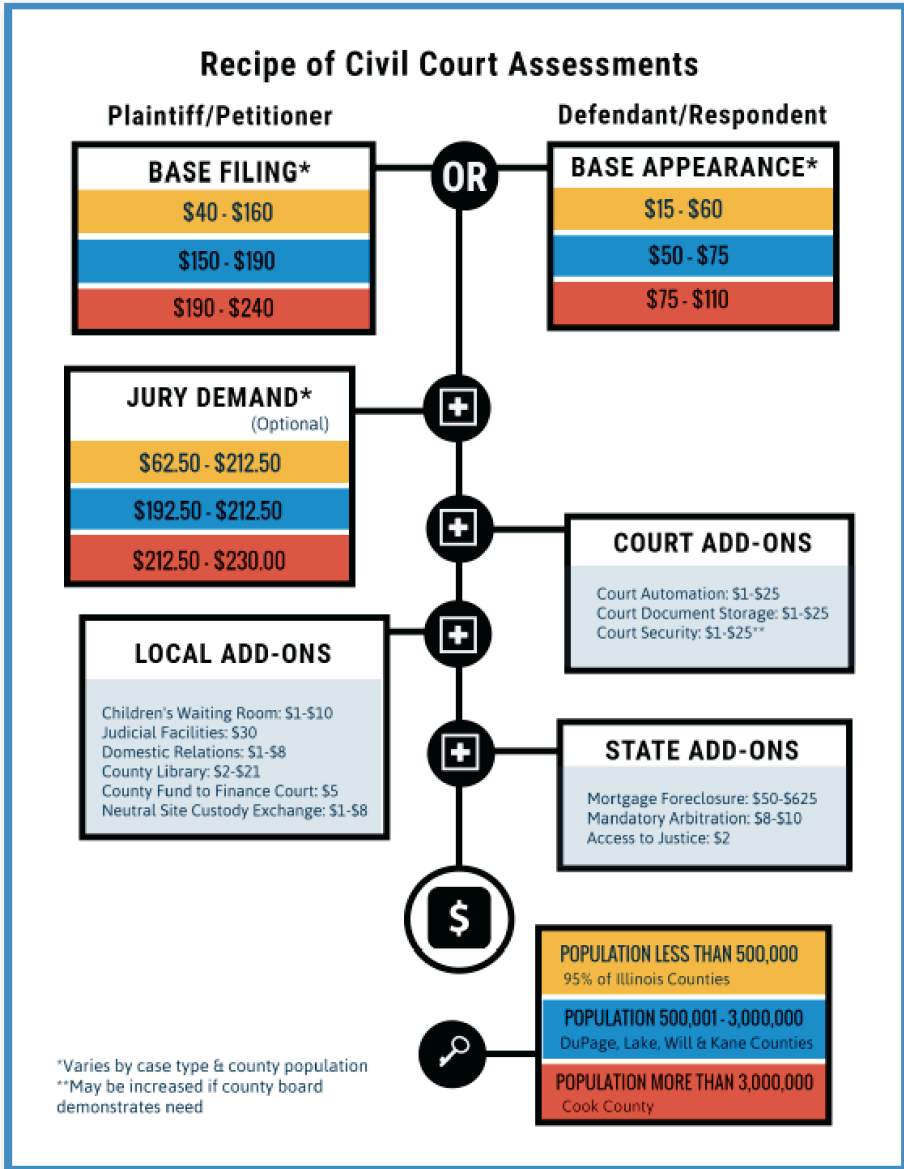 Recipe of Civil Court Assessments
Plaintiff/Petitioner
Defendant/Respondent
BASE FILING*
$40 - $160
$150 - $190
$190 - $240
OR
BASE APPEARANCE*
$15 - $60
$50 - $75
$75 - $110
JURY DEMAND*
(Optional)
$62.50 - $212.50
$192.50 - $212.50
$212.50 - $230.00
COURT ADD-ONS
Court Automation: $1-$25
Court Document Storage: $1-$25
Court Security: $1-$25**
LOCAL ADD-ONS
Children's Waiting Room: $1-$10
Judicial Facilities: $30
Domestic Relations: $1-$8
County Library: $2-$21
County Fund to Finance Court: $5
Neutral Site Custody Exchange: $1-$8
STATE ADD-ONS
Mortgage Foreclosure: $50-$625
Mandatory Arbitration: $8-$10
Access to Justice: $2
$
POPULATION LESS THAN 500,000
95% of Illinois Counties
POPULATION 500,001 - 3,000,000
DuPage, Lake, Will & Kane Counties
POPULATION MORE THAN 3,000,000
Cook County
*Varies by case type & county population
**May be increased if county board
demonstrates need